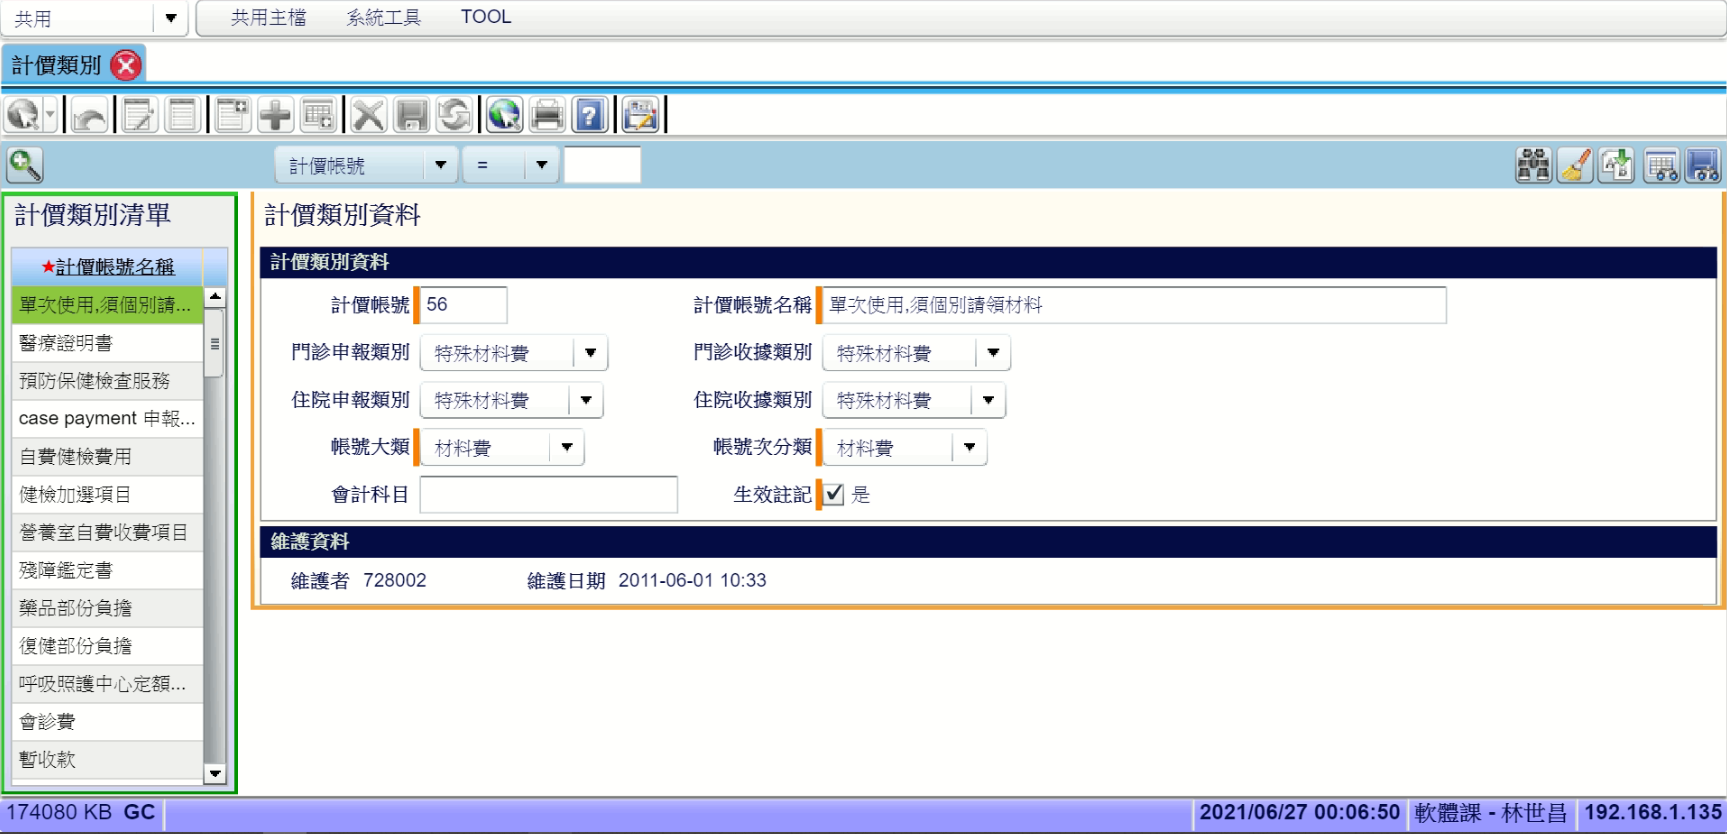 共用 共用主檔 系統工具 TOOL
計價類別
計價帳號 =
計價類別清單
★計價帳號名稱
單次使用,須個別請...
醫療證明書
預防保健檢查服務
case payment 申報...
自費健檢費用
健檢加選項目
營養室自費收費項目
殘障鑑定書
藥品部份負擔
復健部份負擔
呼吸照護中心定額...
會診費
暫收款
計價類別資料
計價類別資料
計價帳號 56 計價帳號名稱 單次使用,須個別請領材料
門診申報類別 特殊材料費 門診收據類別 特殊材料費
住院申報類別 特殊材料費 住院收據類別 特殊材料費
帳號大類 材料費 帳號次分類 材料費
會計科目 生效註記 是
維護資料
維護者 728002 維護日期 2011-06-01 10:33
174080 KB GC 2021/06/27 00:06:50 軟體課 - 林世昌 192.168.1.135